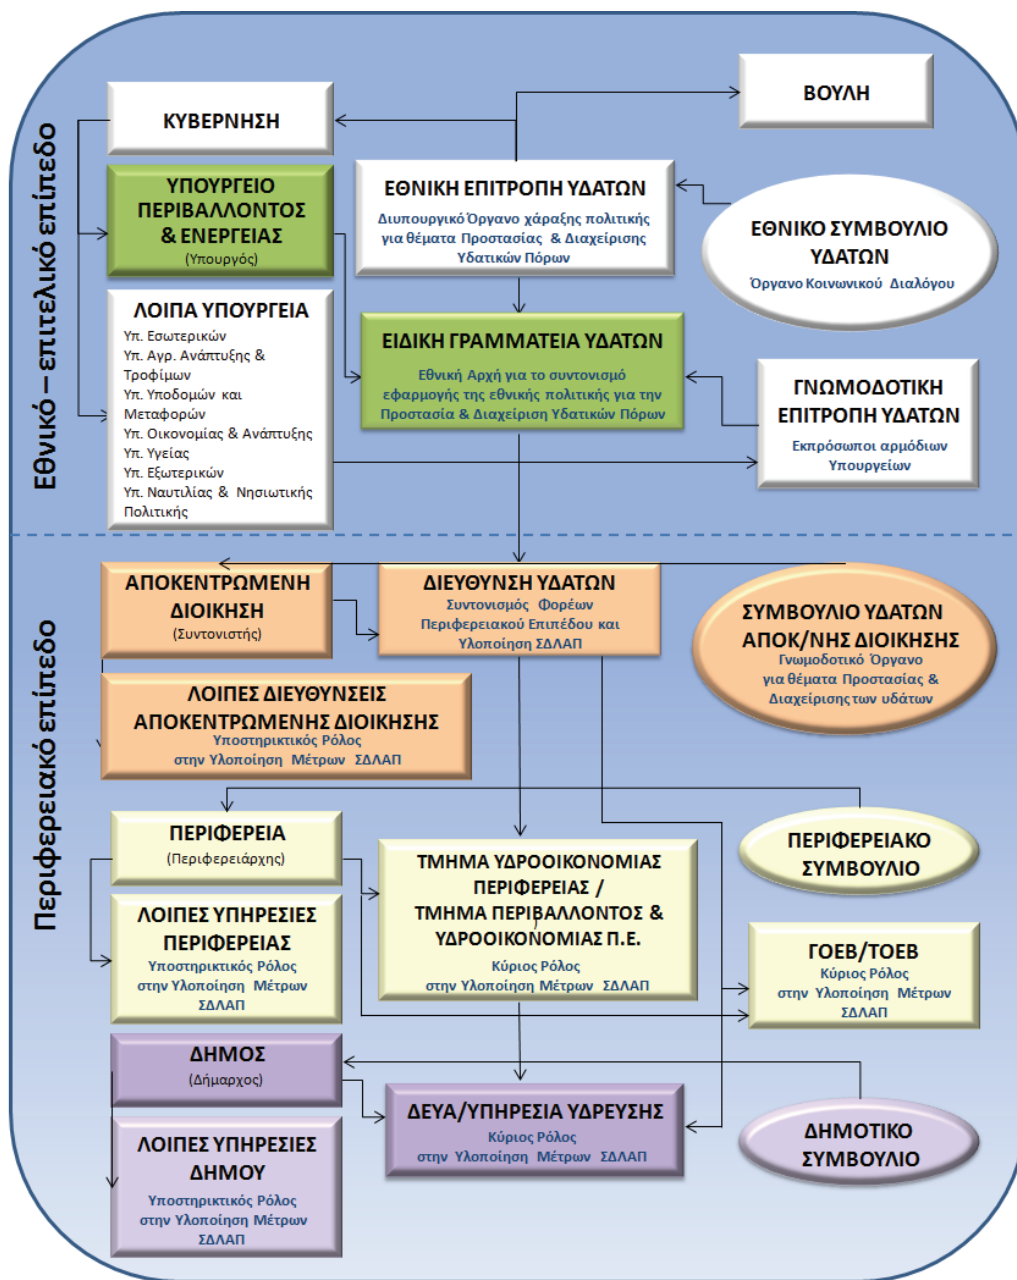 Εθνικό – επιτελικό επίπεδο
ΚΥΒΕΡΝΗΣΗ
ΒΟΥΛΗ
ΥΠΟΥΡΓΕΙΟ
ΠΕΡΙΒΑΛΛΟΝΤΟΣ
& ΕΝΕΡΓΕΙΑΣ
(Υπουργός)
ΕΘΝΙΚΗ ΕΠΙΤΡΟΠΗ ΥΔΑΤΩΝ
Διυπουργικό Όργανο χάραξης πολιτικής
για θέματα Προστασίας & Διαχείρισης
Υδατικών Πόρων
ΕΘΝΙΚΟ ΣΥΜΒΟΥΛΙΟ
ΥΔΑΤΩΝ
Όργανο Κοινωνικού Διαλόγου
ΛΟΙΠΑ ΥΠΟΥΡΓΕΙΑ
Υπ. Εσωτερικών
Υπ. Αγρ. Ανάπτυξης &
Τροφίμων
Υπ. Υποδομών και
Μεταφορών
Υπ. Οικονομίας & Ανάπτυξης
Υπ. Υγείας
Υπ. Εξωτερικών
Υπ. Ναυτιλίας & Νησιωτικής
Πολιτικής
ΕΙΔΙΚΗ ΓΡΑΜΜΑΤΕΙΑ ΥΔΑΤΩΝ
Εθνική Αρχή για το συντονισμό
εφαρμογής της εθνικής πολιτικής για την
Προστασία & Διαχείριση Υδατικών Πόρων
ΓΝΩΜΟΔΟΤΙΚΗ
ΕΠΙΤΡΟΠΗ ΥΔΑΤΩΝ
Εκπρόσωποι αρμόδιων
Υπουργείων
Περιφερειακό επίπεδο
ΑΠΟΚΕΝΤΡΩΜΕΝΗ
ΔΙΟΙΚΗΣΗ
(Συντονιστής)
ΔΙΕΥΘΥΝΣΗ ΥΔΑΤΩΝ
Συντονισμός Φορέων
Περιφερειακού Επιπέδου και
Υλοποίηση ΣΔΛΑΠ
ΣΥΜΒΟΥΛΙΟ ΥΔΑΤΩΝ
ΑΠΟΚ/ΝΗΣ ΔΙΟΙΚΗΣΗΣ
Γνωμοδοτικό Όργανο
για θέματα Προστασίας &
Διαχείρισης των υδάτων
ΛΟΙΠΕΣ ΔΙΕΥΘΥΝΣΕΙΣ
ΑΠΟΚΕΝΤΡΩΜΕΝΗΣ ΔΙΟΙΚΗΣΗΣ
Υποστηρικτικός Ρόλος
στην Υλοποίηση Μέτρων ΣΔΛΑΠ
ΠΕΡΙΦΕΡΕΙΑ
(Περιφερειάρχης)
ΤΜΗΜΑ ΥΔΡΟΟΙΚΟΝΟΜΙΑΣ
ΠΕΡΙΦΕΡΕΙΑΣ /
ΤΜΗΜΑ ΠΕΡΙΒΑΛΛΟΝΤΟΣ &
)
ΥΔΡΟΟΙΚΟΝΟΜΙΑΣ Π.Ε.
Κύριος Ρόλος
στην Υλοποίηση Μέτρων ΣΔΛΑΠ
ΠΕΡΙΦΕΡΕΙΑΚΟ
ΣΥΜΒΟΥΛΙΟ
ΛΟΙΠΕΣ ΥΠΗΡΕΣΙΕΣ
ΠΕΡΙΦΕΡΕΙΑΣ
Υποστηρικτικός Ρόλος
στην Υλοποίηση Μέτρων
ΣΔΛΑΠ
ΓΟΕΒ/ΤΟΕΒ
Κύριος Ρόλος
στην Υλοποίηση Μέτρων
ΣΔΛΑΠ
ΔΗΜΟΣ
(Δήμαρχος)
ΔΕΥΑ/ΥΠΗΡΕΣΙΑ ΥΔΡΕΥΣΗΣ
Κύριος Ρόλος
στην Υλοποίηση Μέτρων ΣΔΛΑΠ
ΔΗΜΟΤΙΚΟ
ΣΥΜΒΟΥΛΙΟ
ΛΟΙΠΕΣ ΥΠΗΡΕΣΙΕΣ
ΔΗΜΟΥ
Υποστηρικτικός Ρόλος
στην Υλοποίηση Μέτρων
ΣΔΛΑΠ